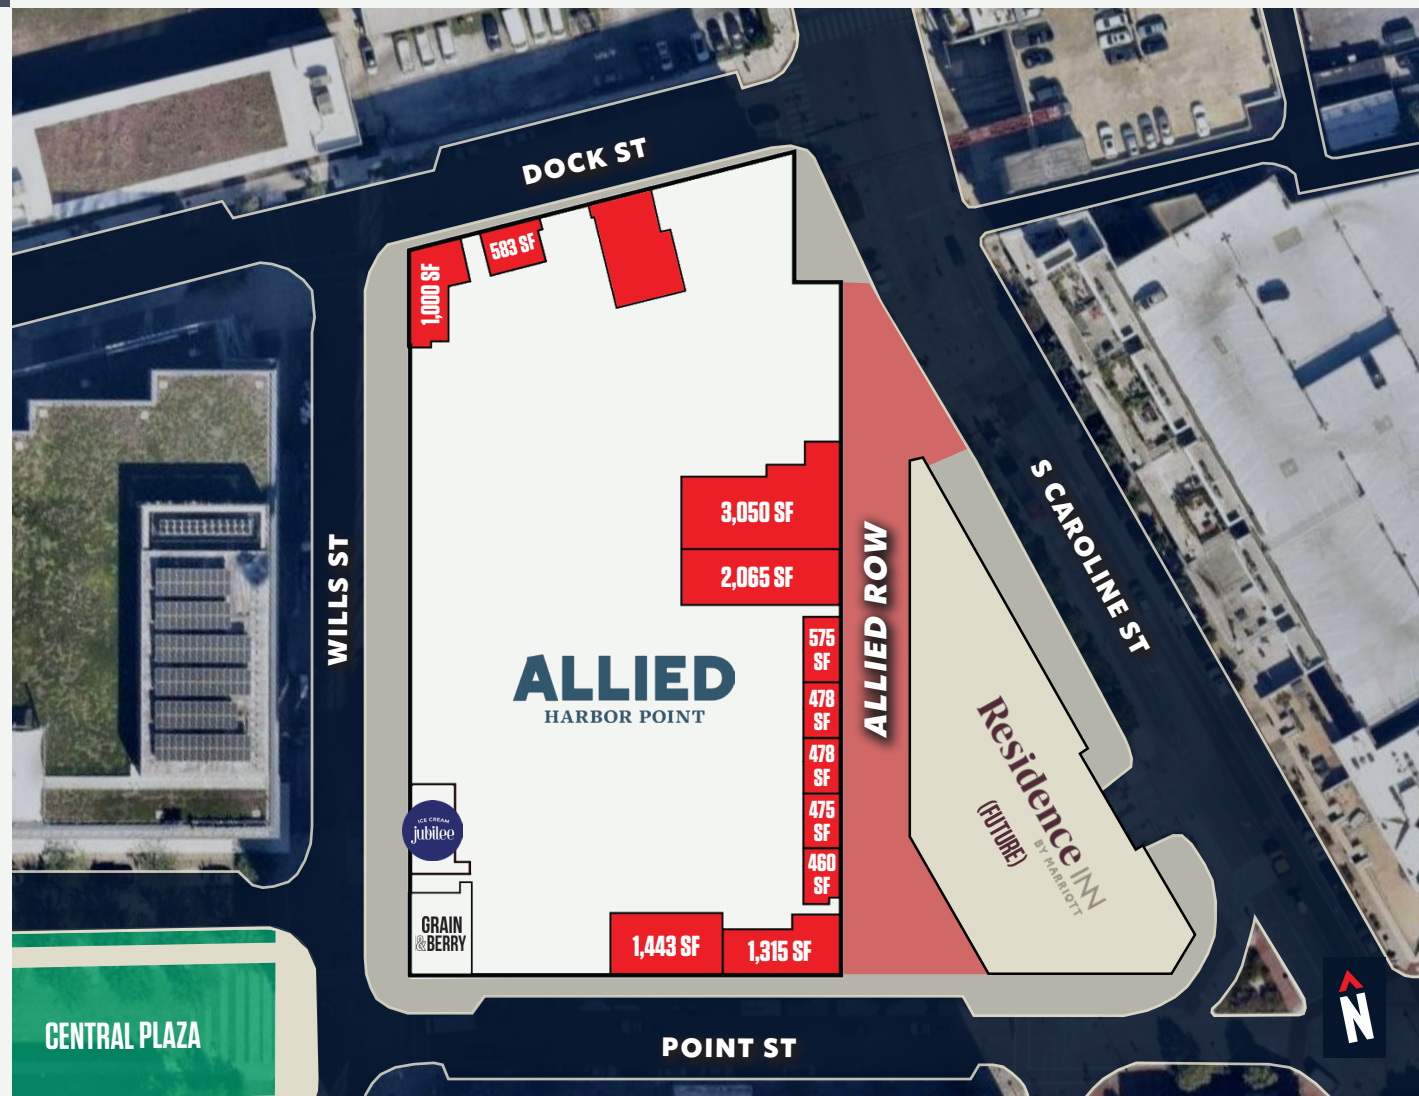 DOCK ST
583 SF
1,000 SF
3,050 SF
2,065 SF
WILLS ST
ALLIED ROW
S CAROLINE ST
575
SF
478
SF
478
SF
475
SF
460
SF
ALLIED
HARBOR POINT
Residence INN
BY MARRIOTT
(FUTURE)
ICE CREAM
jubilee
GRAIN
&BERRY
1,443 SF
1,315 SF
CENTRAL PLAZA
POINT ST
N